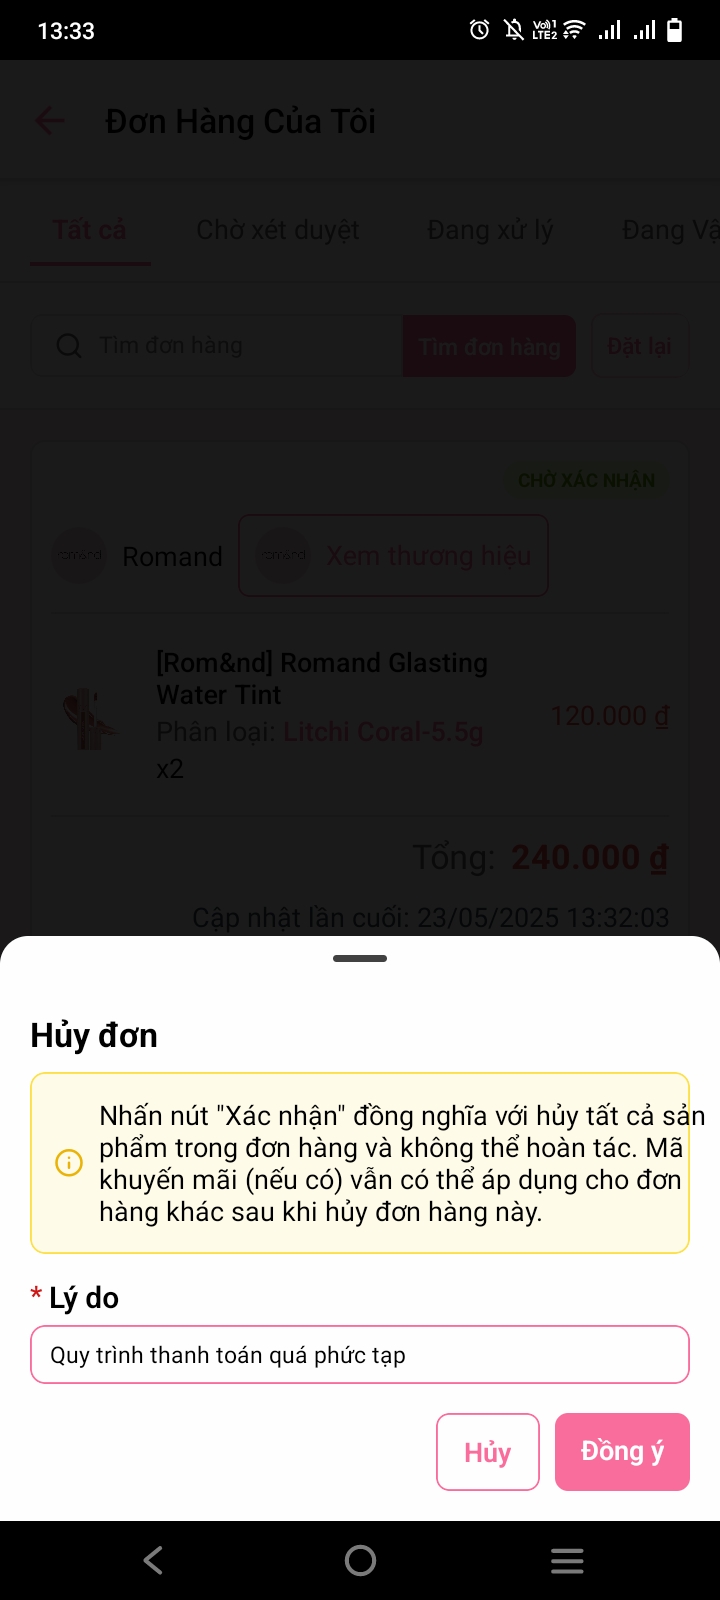 13:33
Vo) 1
LTE2
Đơn Hàng Của Tôi
Tất cả Chờ xét duyệt Đang xử lý Đang Vậ
Tìm đơn hàng Tìm đơn hàng Đặt lại
CHỜ XÁC NHẬN
rom&nd Romand rom&nd Xem thương hiệu
[Rom&nd] Romand Glasting
Water Tint
Phân loại: Litchi Coral-5.5g
120.000 ₫
x2
Tổng: 240.000 ₫
Cập nhật lần cuối: 23/05/2025 13:32:03
Hủy đơn
Nhấn nút "Xác nhận" đồng nghĩa với hủy tất cả sản
phẩm trong đơn hàng và không thể hoàn tác. Mã
khuyến mãi (nếu có) vẫn có thể áp dụng cho đơn
hàng khác sau khi hủy đơn hàng này.
* Lý do
Quy trình thanh toán quá phức tạp
Hủy Đồng ý